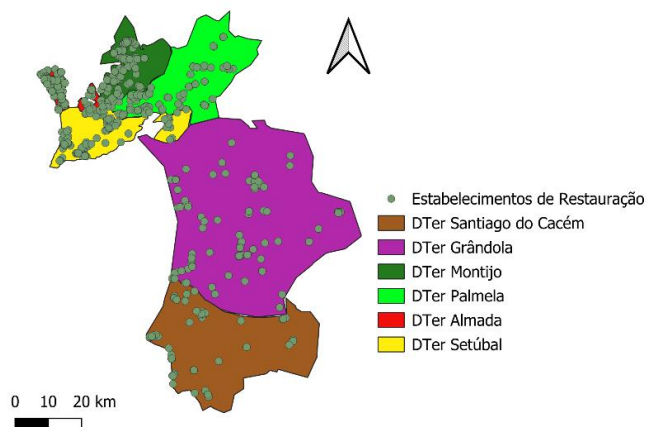 Estabelecimentos de Restauração
DTer Santiago do Cacém
DTer Grândola
DTer Montijo
DTer Palmela
DTer Almada
DTer Setúbal
0 10 20 km